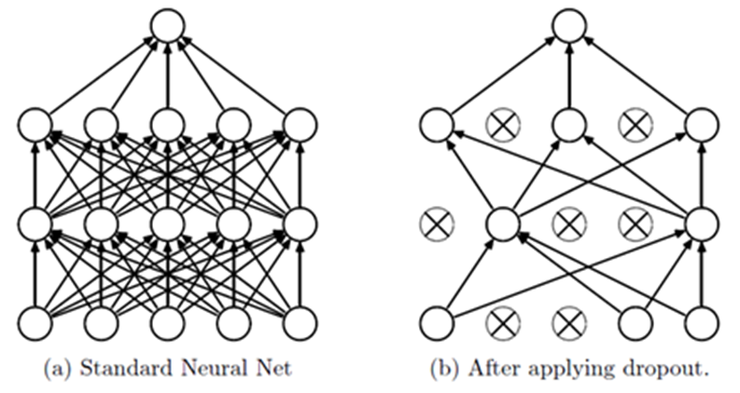 (a) Standard Neural Net
(b) After applying dropout.